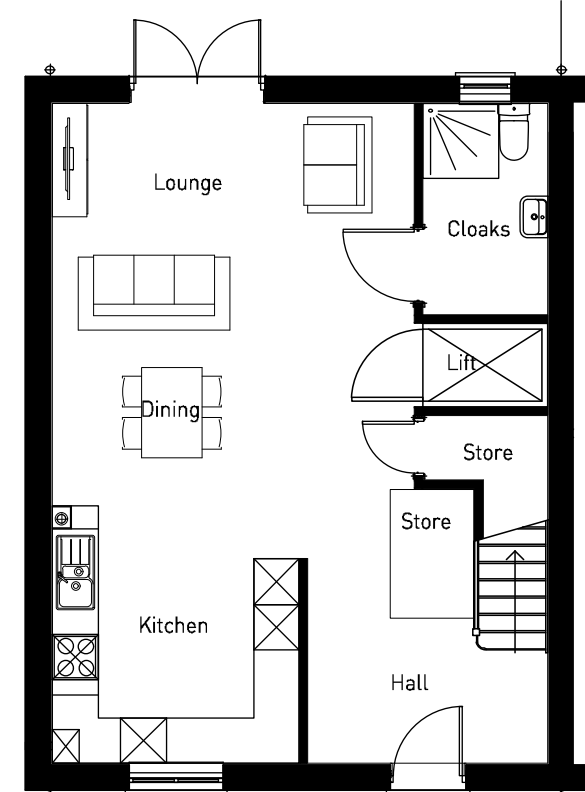 Lounge
Cloaks
Lift
Dining
Store
Store
Kitchen
Hall